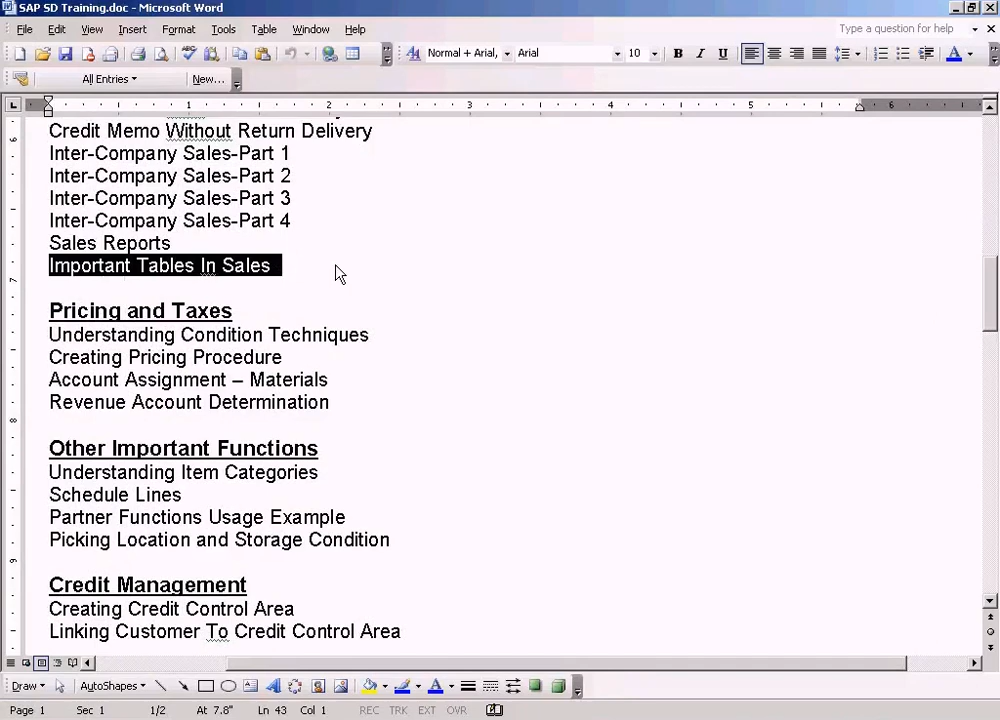 SAP SD Training.doc - Microsoft Word
File Edit View Insert Format Tools Table Window Help Type a question for help
Normal + Arial, Arial 10 B I U A
All Entries New...
1 2 3 4 5 6
Credit Memo Without Return Delivery
Inter-Company Sales-Part 1
Inter-Company Sales-Part 2
Inter-Company Sales-Part 3
Inter-Company Sales-Part 4
Sales Reports
Important Tables In Sales
Pricing and Taxes
Understanding Condition Techniques
Creating Pricing Procedure
Account Assignment – Materials
Revenue Account Determination
Other Important Functions
Understanding Item Categories
Schedule Lines
Partner Functions Usage Example
Picking Location and Storage Condition
Credit Management
Creating Credit Control Area
Linking Customer To Credit Control Area
Draw AutoShapes
Page 1 Sec 1 1/2 At 7.8" Ln 43 Col 1 REC TRK EXT OVR